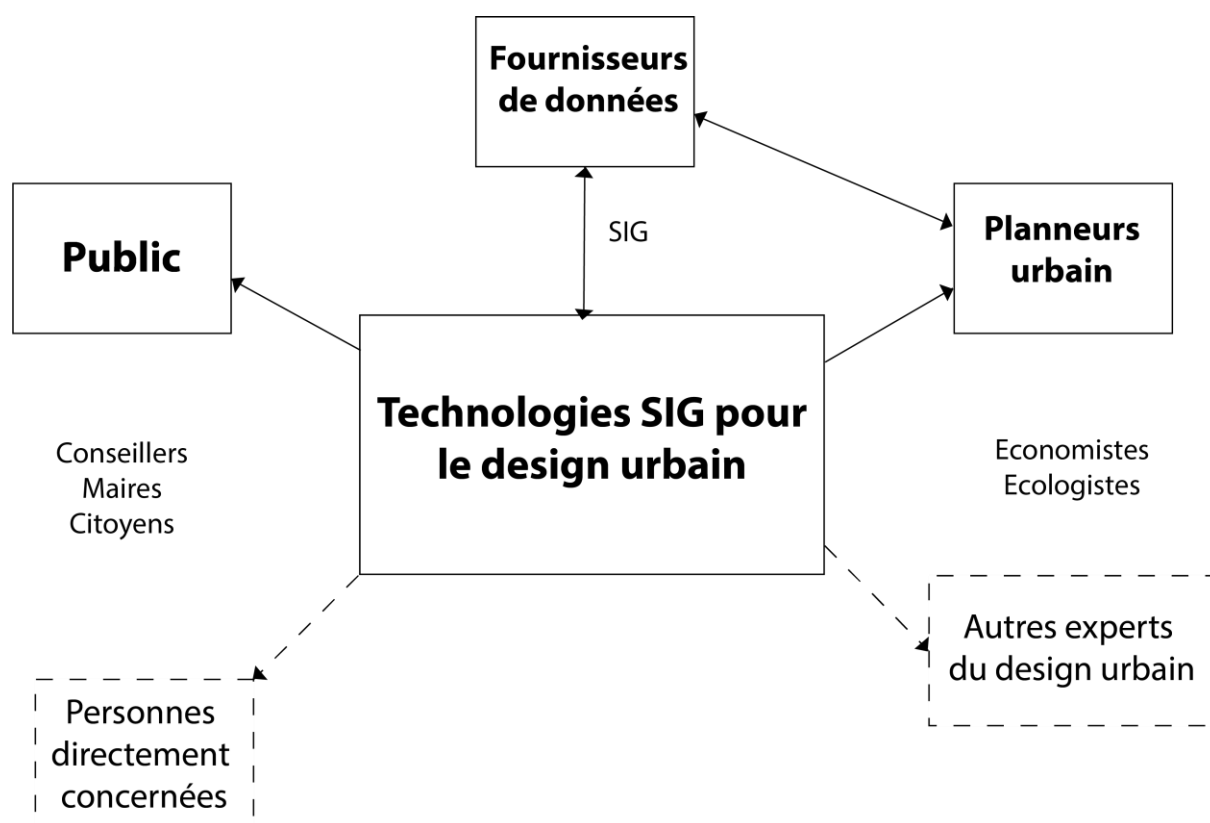 Fournisseurs
de données
Public
SIG
Planneurs
urbain
Technologies SIG pour
le design urbain
Conseillers
Maires
Citoyens
Economistes
Ecologistes
Autres experts
du design urbain
Personnes
directement
concernées